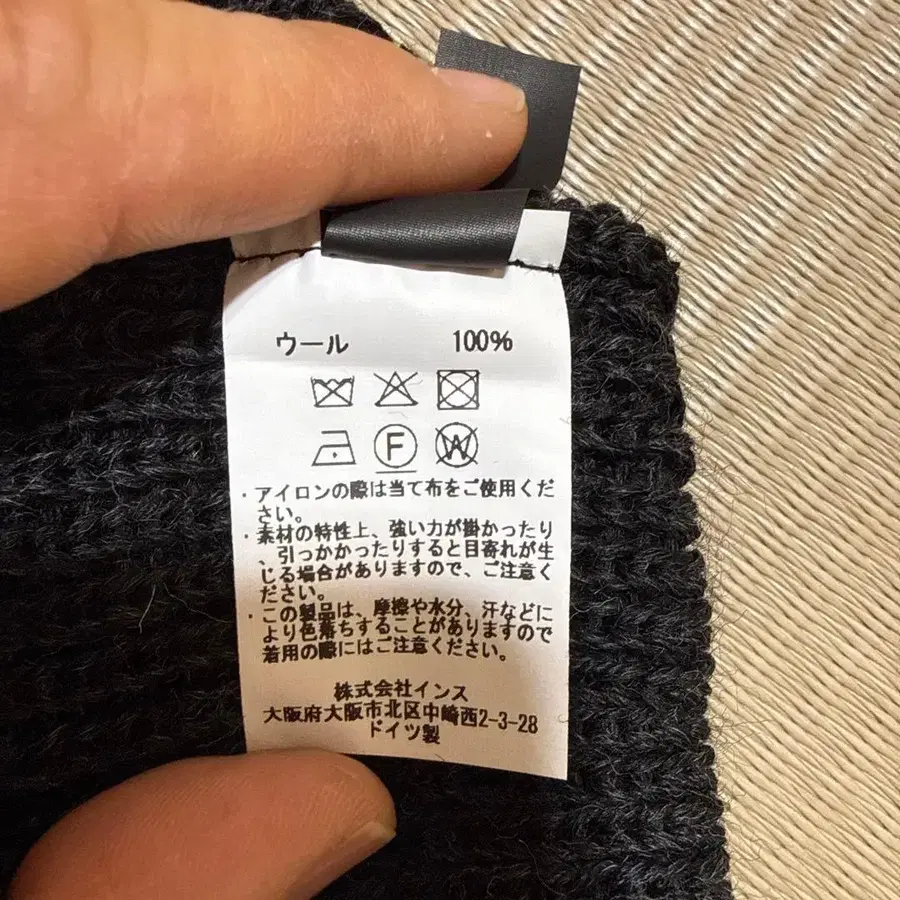 ウール 100%
F W
・アイロンの際は当て布をご使用くだ
さい。
・素材の特性上、強い力が掛かったり
、引っかかったりすると目寄れが生
じる場合がありますので、ご注意く
ださい。
・この製品は、摩擦や水分、汗などに
より色落ちすることがありますので
着用の際にはご注意ください。
株式会社インス
大阪府大阪市北区中崎西2-3-28
ドイツ製